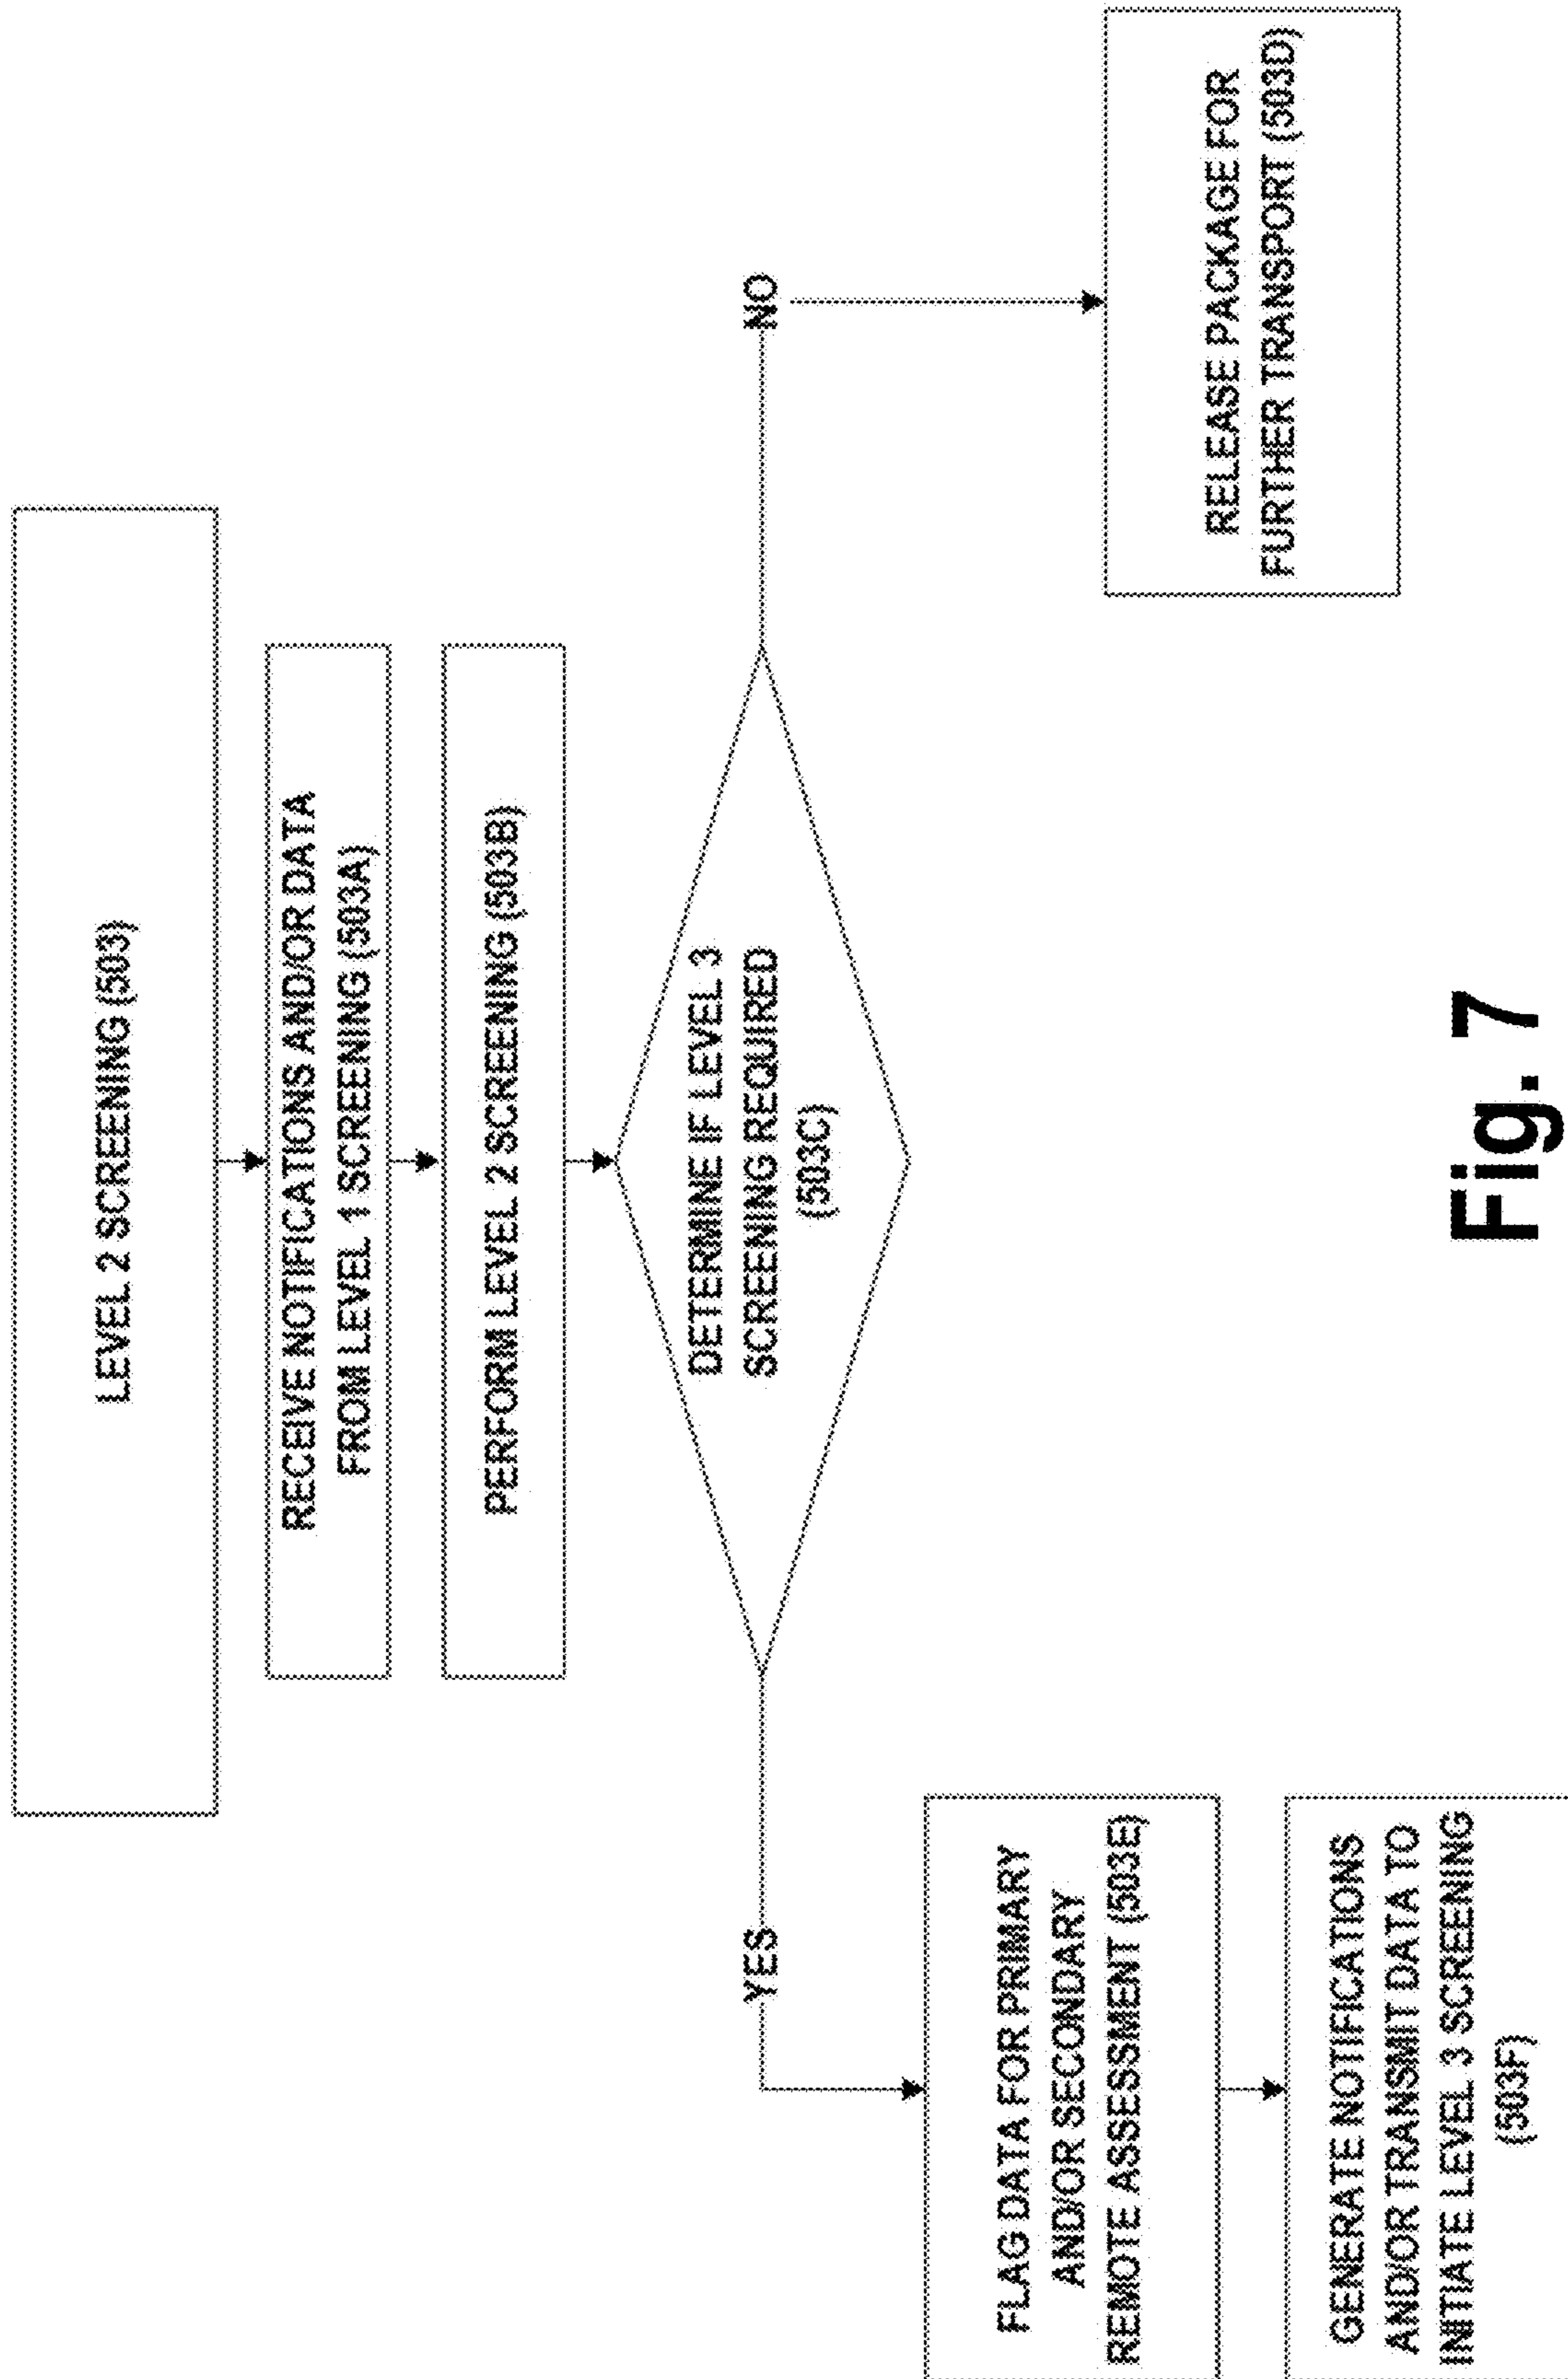 LEVEL 2 SCREENING (503)
RECEIVE NOTIFICATIONS AND/OR DATA
FROM LEVEL 1 SCREENING (503A)
PERFORM LEVEL 2 SCREENING (503B)
DETERMINE IF LEVEL 3
SCREENING REQUIRED
(503C)
YES
NO
FLAG DATA FOR PRIMARY
AND/OR SECONDARY
REMOTE ASSESSMENT (503E)
GENERATE NOTIFICATIONS
AND/OR TRANSMIT DATA TO
INITIATE LEVEL 3 SCREENING
(503F)
RELEASE PACKAGE FOR
FURTHER TRANSPORT (503D)
Fig. 7